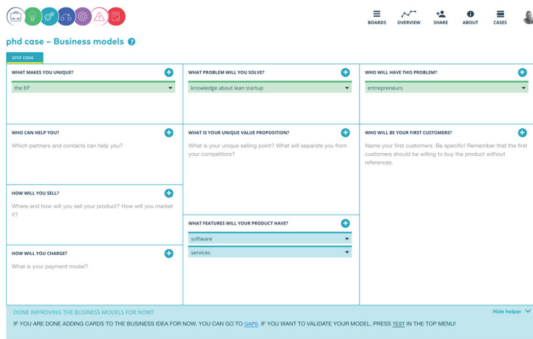 BOARDS OVERVIEW SHARE ABOUT CASES
phd case – Business models ?
phd case
WHAT MAKES YOU UNIQUE?
the EF
WHAT PROBLEM WILL YOU SOLVE?
knowledge about lean startup
WHO WILL HAVE THIS PROBLEM?
entrepreneurs
WHO CAN HELP YOU?
Which partners and contacts can help you?
WHAT IS YOUR UNIQUE VALUE PROPOSITION?
What is your unique selling point? What will separate you from
your competitors?
WHO WILL BE YOUR FIRST CUSTOMERS?
Name your first customers. Be specific! Remember that the first
customers should be willing to buy the product without
references.
HOW WILL YOU SELL?
Where and how will you sell your product? How will you market
it?
WHAT FEATURES WILL YOUR PRODUCT HAVE?
software
services
HOW WILL YOU CHARGE?
What is your payment model?
DONE IMPROVING THE BUSINESS MODELS FOR NOW?
Hide helper
IF YOU ARE DONE ADDING CARDS TO THE BUSINESS IDEA FOR NOW, YOU CAN GO TO GAPS. IF YOU WANT TO VALIDATE YOUR MODEL, PRESS TEST IN THE TOP MENU!